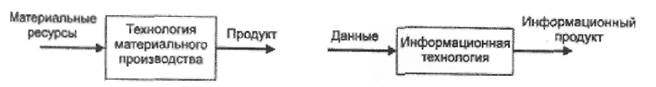 Материальные
ресурсы
Технология
материального
производства
Продукт
Данные
Информационная
технология
Информационный
продукт